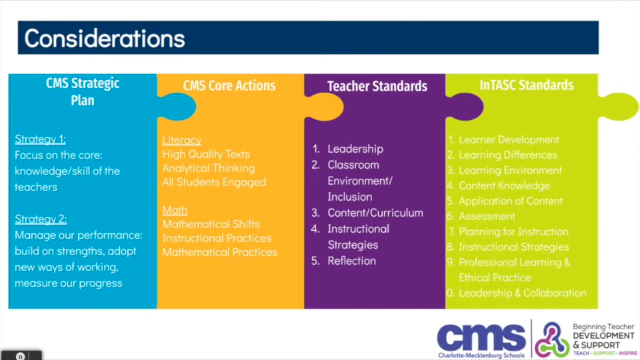 Considerations
CMS Strategic
Plan
Strategy 1:
Focus on the core:
knowledge/skill of the
teachers
Strategy 2:
Manage our performance:
build on strengths, adopt
new ways of working,
measure our progress
CMS Core Actions
Literacy
High Quality Texts
Analytical Thinking
All Students Engaged
Math
Mathematical Shifts
Instructional Practices
Mathematical Practices
Teacher Standards
1. Leadership
2. Classroom
Environment/
Inclusion
3. Content/Curriculum
4. Instructional
Strategies
5. Reflection
InTASC Standards
1. Learner Development
2. Learning Differences
3. Learning Environment
4. Content Knowledge
5. Application of Content
6. Assessment
7. Planning for Instruction
8. Instructional Strategies
9. Professional Learning &
Ethical Practice
0. Leadership & Collaboration
cms
Charlotte-Mecklenburg Schools
Beginning Teacher
DEVELOPMENT
& SUPPORT
TEACH · SUPPORT · INSPIRE